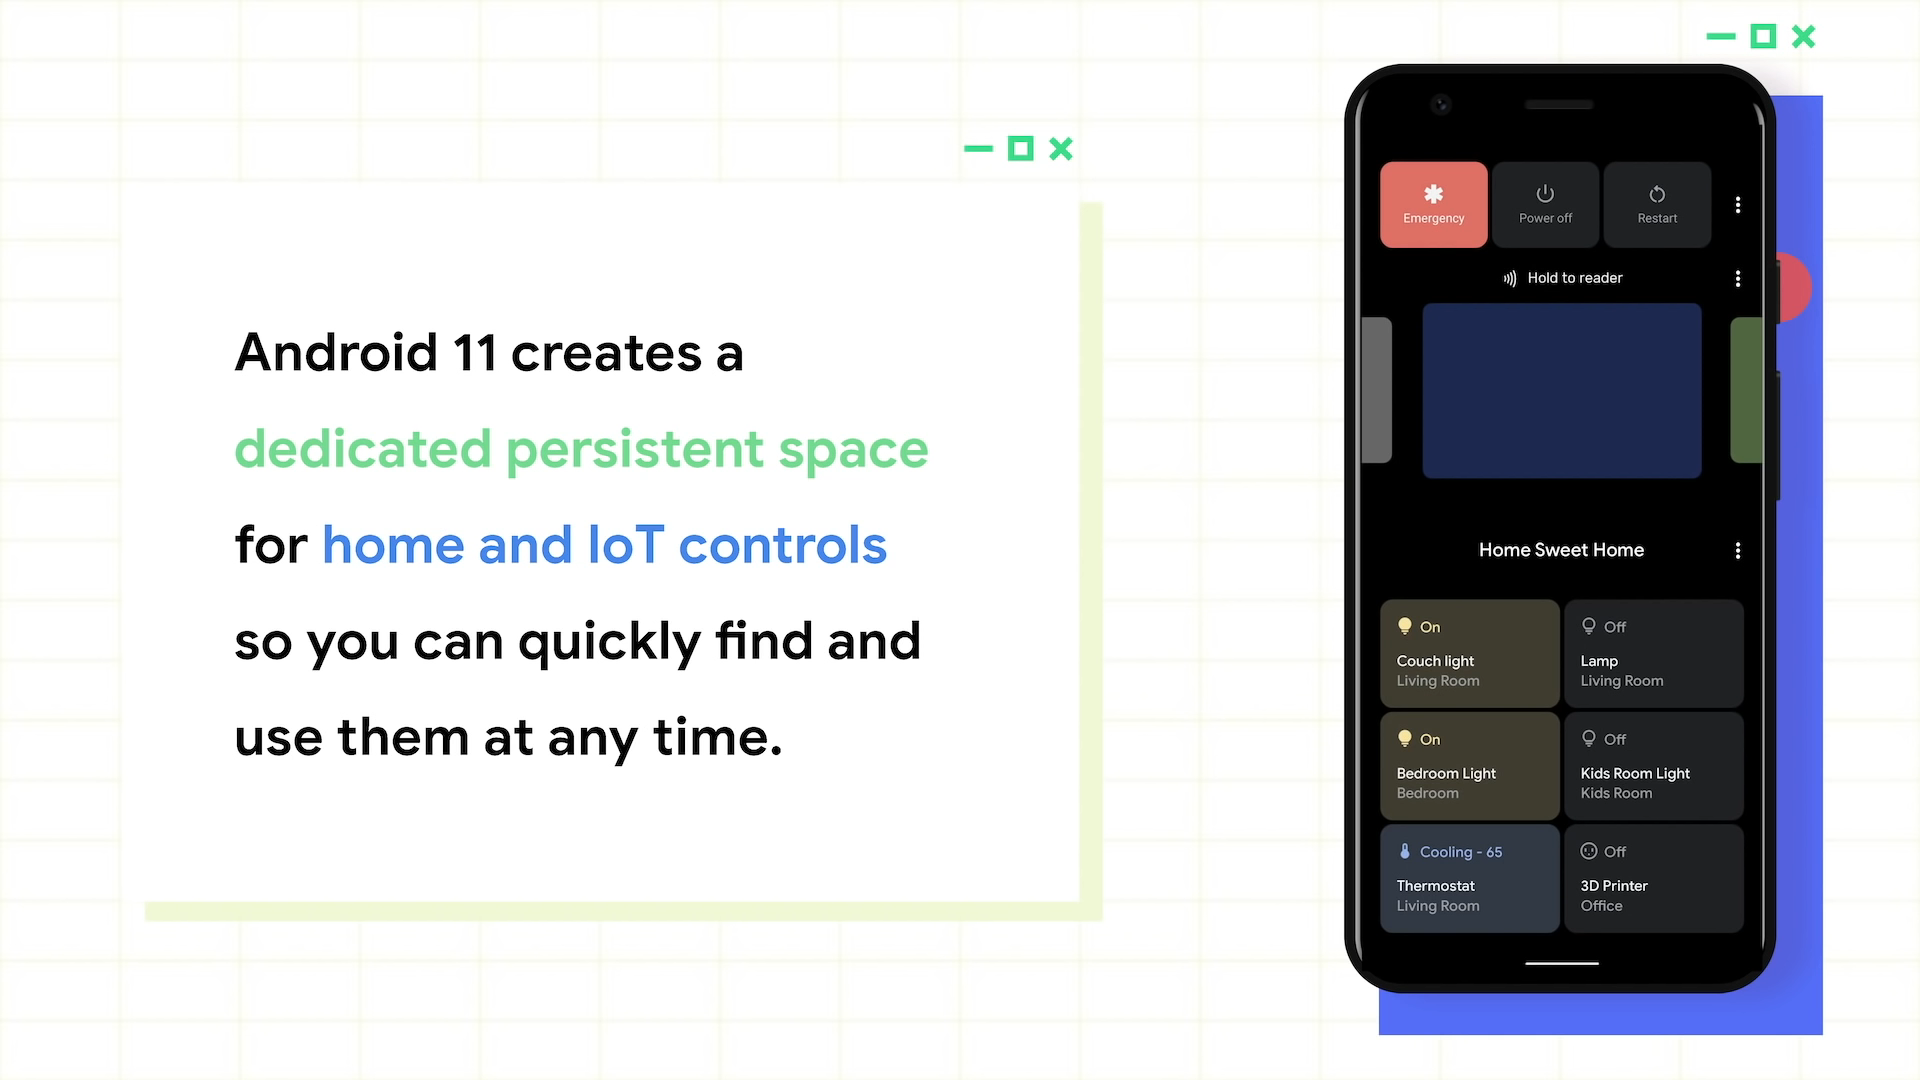 Android 11 creates a
dedicated persistent space
for home and IoT controls
so you can quickly find and
use them at any time.
Emergency
Power off
Restart
Hold to reader
Home Sweet Home
On
Couch light
Living Room
Off
Lamp
Living Room
On
Bedroom Light
Bedroom
Off
Kids Room Light
Kids Room
Cooling - 65
Thermostat
Living Room
Off
3D Printer
Office